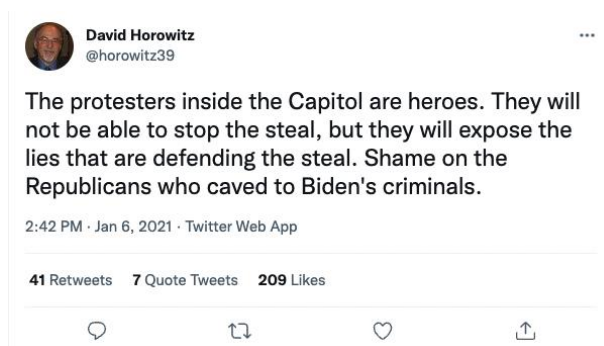 David Horowitz
@horowitz39
The protesters inside the Capitol are heroes. They will
not be able to stop the steal, but they will expose the
lies that are defending the steal. Shame on the
Republicans who caved to Biden's criminals.
2:42 PM · Jan 6, 2021 · Twitter Web App
41 Retweets 7 Quote Tweets 209 Likes